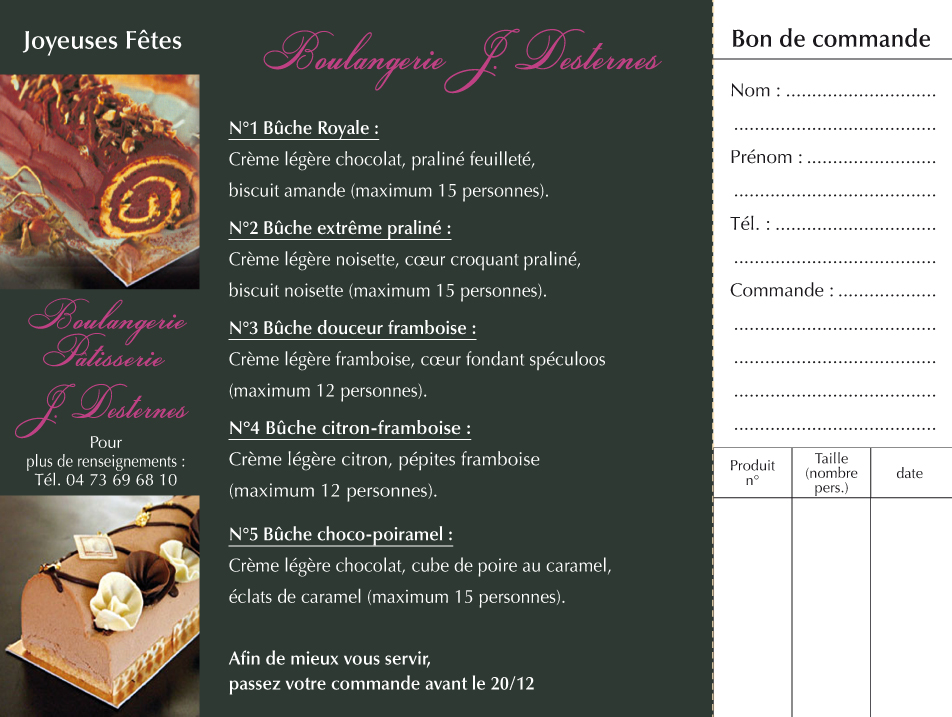 Joyeuses Fêtes
Boulangerie
Pâtisserie
J. Desternes
Pour
plus de renseignements :
Tél. 04 73 69 68 10
Boulangerie J. Desternes
N°1 Bûche Royale :
Crème légère chocolat, praliné feuilleté,
biscuit amande (maximum 15 personnes).
N°2 Bûche extrême praliné :
Crème légère noisette, cœur croquant praliné,
biscuit noisette (maximum 15 personnes).
N°3 Bûche douceur framboise :
Crème légère framboise, cœur fondant spéculoos
(maximum 12 personnes).
N°4 Bûche citron-framboise :
Crème légère citron, pépites framboise
(maximum 12 personnes).
N°5 Bûche choco-poiramel :
Crème légère chocolat, cube de poire au caramel,
éclats de caramel (maximum 15 personnes).
Afin de mieux vous servir,
passez votre commande avant le 20/12
Bon de commande
Nom : .............................
.......................................
Prénom : .........................
.......................................
Tél. : ...............................
.......................................
Commande : ...................
.......................................
.......................................
.......................................
.......................................
Produit n°
Taille (nombre pers.)
date